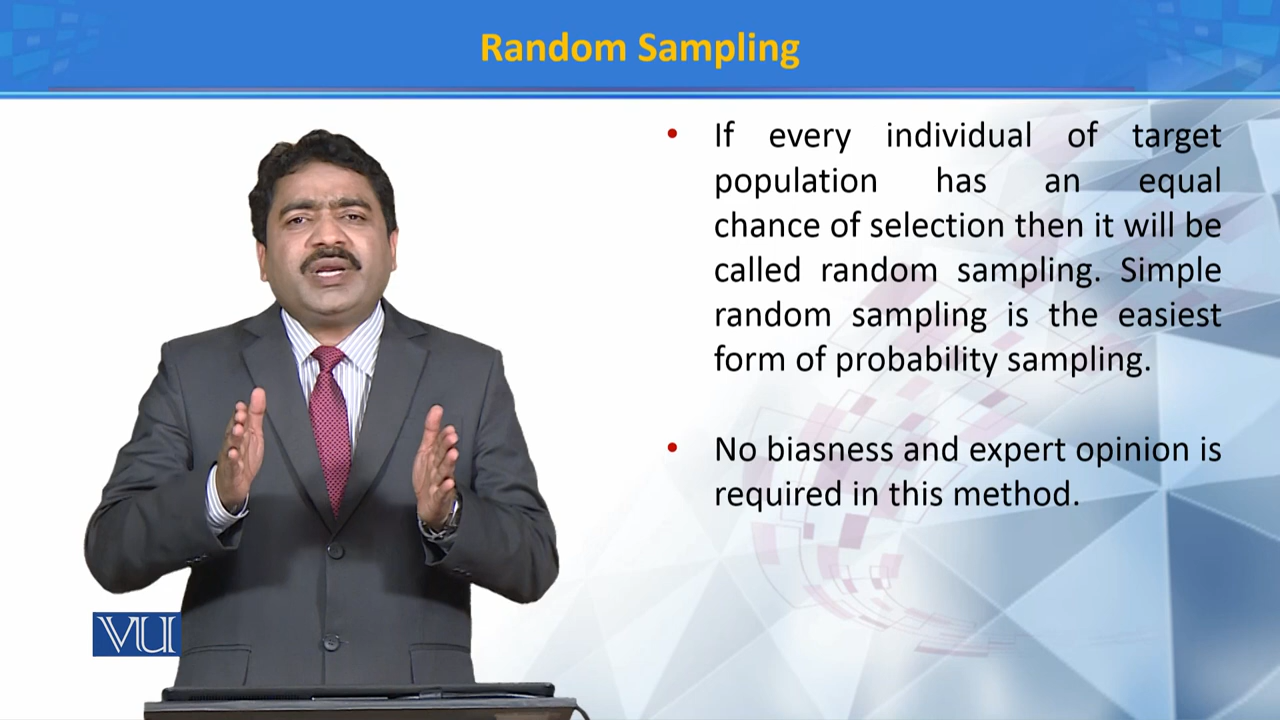 Random Sampling
• If every individual of target
population has an equal
chance of selection then it will be
called random sampling. Simple
random sampling is the easiest
form of probability sampling.
• No biasness and expert opinion is
required in this method.
VU